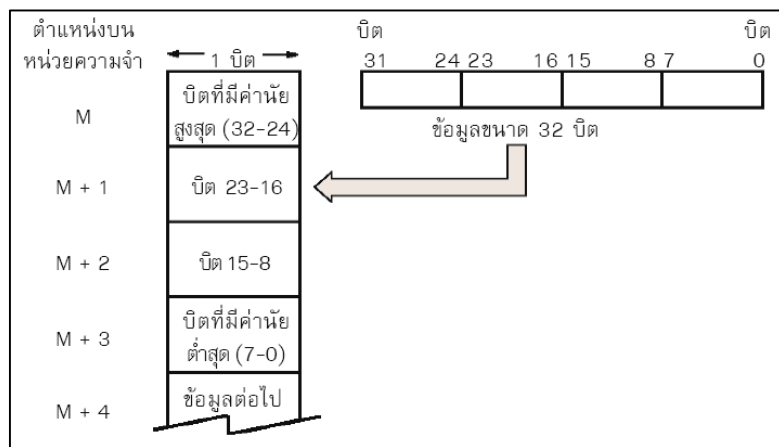 ตำแหน่งบน
หน่วยความจำ
1 บิต
M
บิตที่มีค่านัย
สูงสุด (32-24)
M + 1
บิต 23-16
M + 2
บิต 15-8
M + 3
บิตที่มีค่านัย
ต่ำสุด (7-0)
M + 4
ข้อมูลต่อไป
บิต บิต
31 24 23 16 15 8 7 0
ข้อมูลขนาด 32 บิต